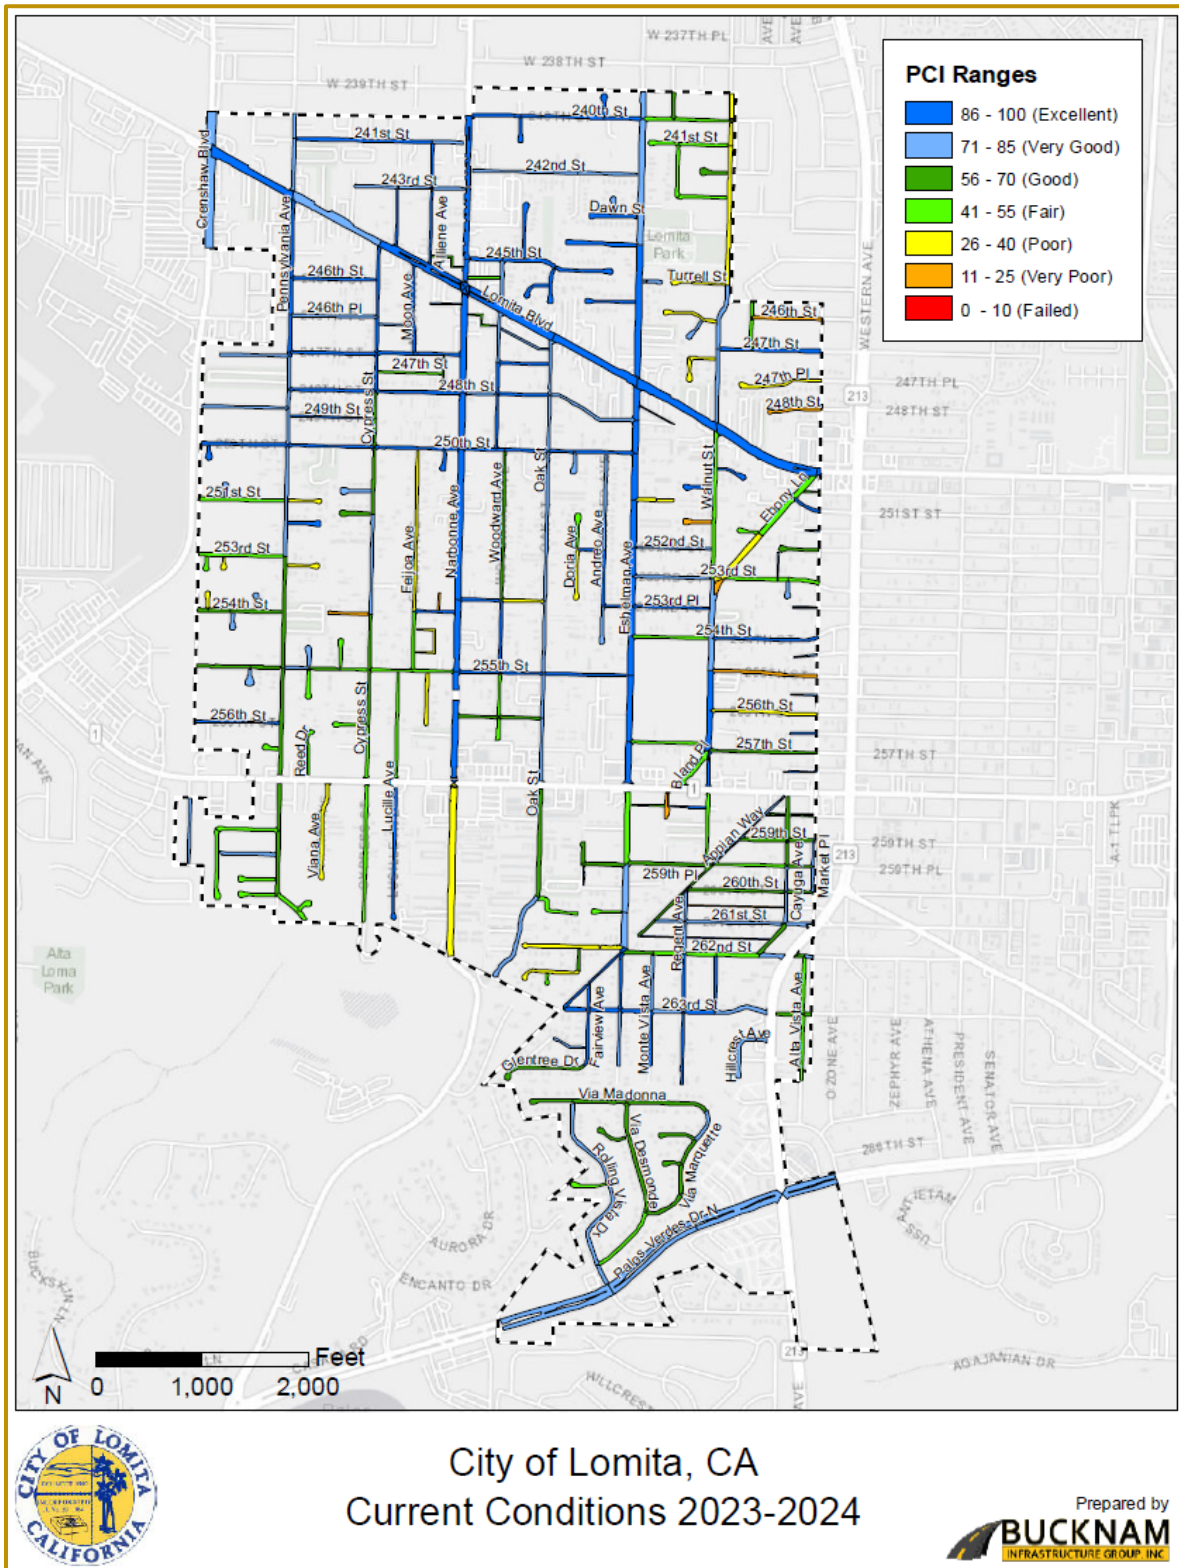 W 237TH PL
AVE
AVE
W 238TH ST
W 239TH ST
PCI Ranges
86 - 100 (Excellent)
71 - 85 (Very Good)
56 - 70 (Good)
41 - 55 (Fair)
26 - 40 (Poor)
11 - 25 (Very Poor)
0 - 10 (Failed)
240th St
241st St
241st St
242nd St
243rd St
Crenshaw Blvd
Pennsylvania Ave
Ailiene Ave
Dawn St
Lomita
Park
245th St
Turrell St
WESTERN AVE
246th St
Moon Ave
Lomita Blvd
246th Pl
246th St
247th St
247th St
247th Pl
247TH PL
248th St
248th St
213
248TH ST
249th St
Cypress St
250th St
Oak St
Walnut St
Ebony Ln
251st St
251ST ST
Feijoa Ave
Narbonne Ave
Woodward Ave
Doria Ave
Andreo Ave
Eshelman Ave
252nd St
253rd St
253rd St
253rd Pl
254th St
254th St
255th St
256th St
256th St
257th St
257TH ST
Reed Dr
Cypress St
Bland Pl
1
1
Viana Ave
Lucille Ave
Oak St
Appian Way
259th St
259TH ST
259TH PL
213
A-1 TLPK
259th Pl
260th St
Cayuga Ave
Market Pl
261st St
Regent Ave
262nd St
Alta
Loma
Park
263rd St
Fairview Ave
Monte Vista Ave
Hillcrest Ave
Alta Vista Ave
Glentree Dr
OZONE AVE
ZEPHYR AVE
ATHENA AVE
PRESIDENT AVE
SENATOR AVE
Via Madonna
Via Desmonde
Via Marquette
Rolling Vista Dr
Palos Verdes Dr N
AURORA DR
ENCANTO DR
USS ANTIETAM
213
AGAJANIAN DR
Feet
0 1,000 2,000
N
CITY OF LOMITA
CALIFORNIA
City of Lomita, CA
Current Conditions 2023-2024
Prepared by
BUCKNAM
INFRASTRUCTURE GROUP, INC.